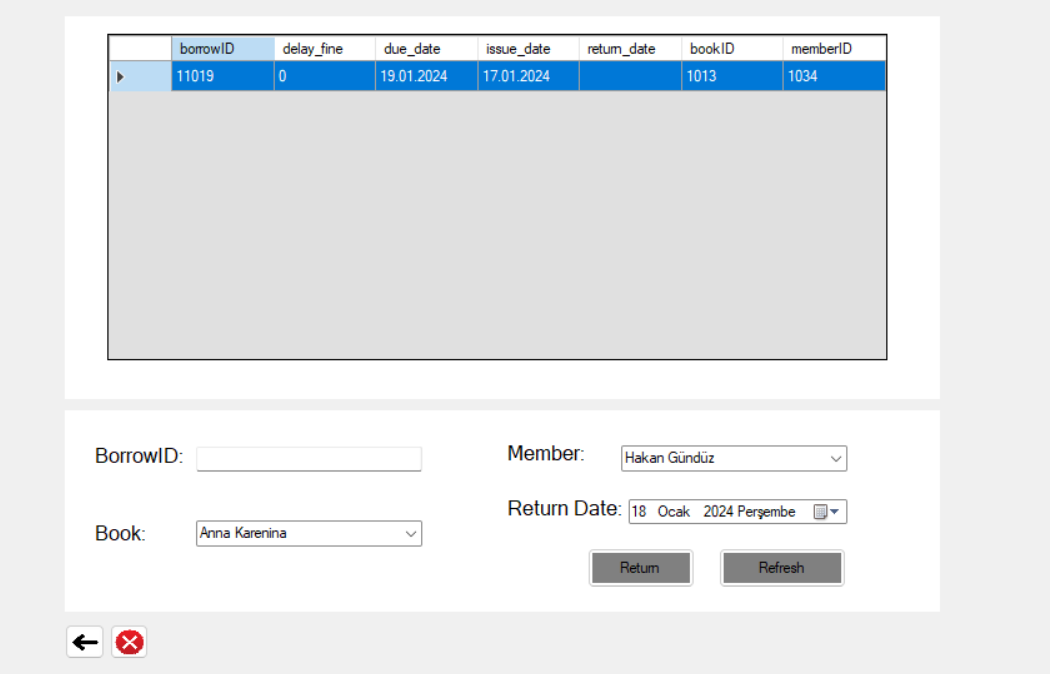 borrowID delay_fine due_date issue_date return_date bookID memberID
11019 0 19.01.2024 17.01.2024 1013 1034
BorrowID:
Member: Hakan Gündüz
Return Date: 18 Ocak 2024 Perşembe
Book: Anna Karenina
Return Refresh